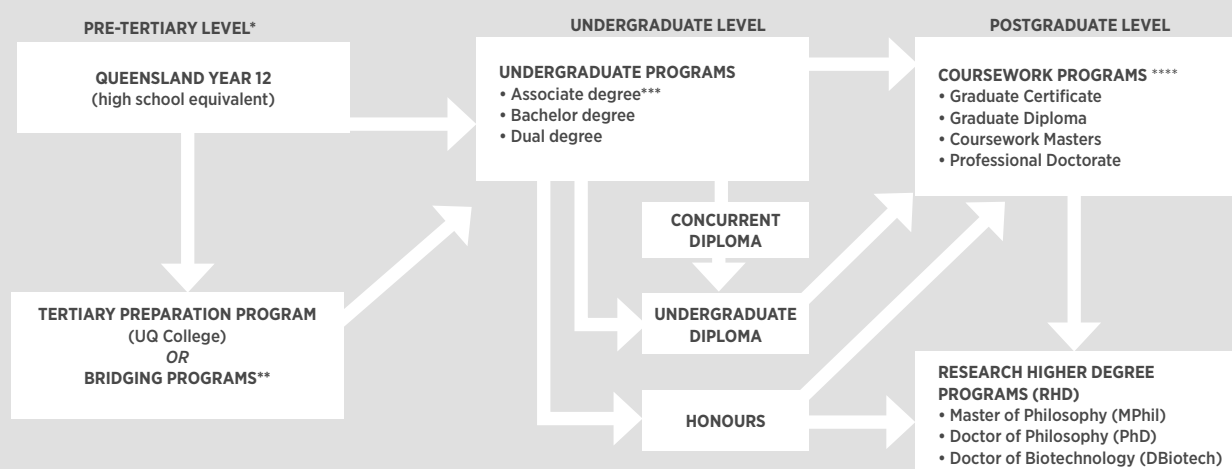 PRE-TERTIARY LEVEL*
QUEENSLAND YEAR 12
(high school equivalent)
TERTIARY PREPARATION PROGRAM
(UQ College)
OR
BRIDGING PROGRAMS**
UNDERGRADUATE LEVEL
UNDERGRADUATE PROGRAMS
• Associate degree***
• Bachelor degree
• Dual degree
CONCURRENT
DIPLOMA
UNDERGRADUATE
DIPLOMA
HONOURS
POSTGRADUATE LEVEL
COURSEWORK PROGRAMS ****
• Graduate Certificate
• Graduate Diploma
• Coursework Masters
• Professional Doctorate
RESEARCH HIGHER DEGREE
PROGRAMS (RHD)
• Master of Philosophy (MPhil)
• Doctor of Philosophy (PhD)
• Doctor of Biotechnology (DBiotech)